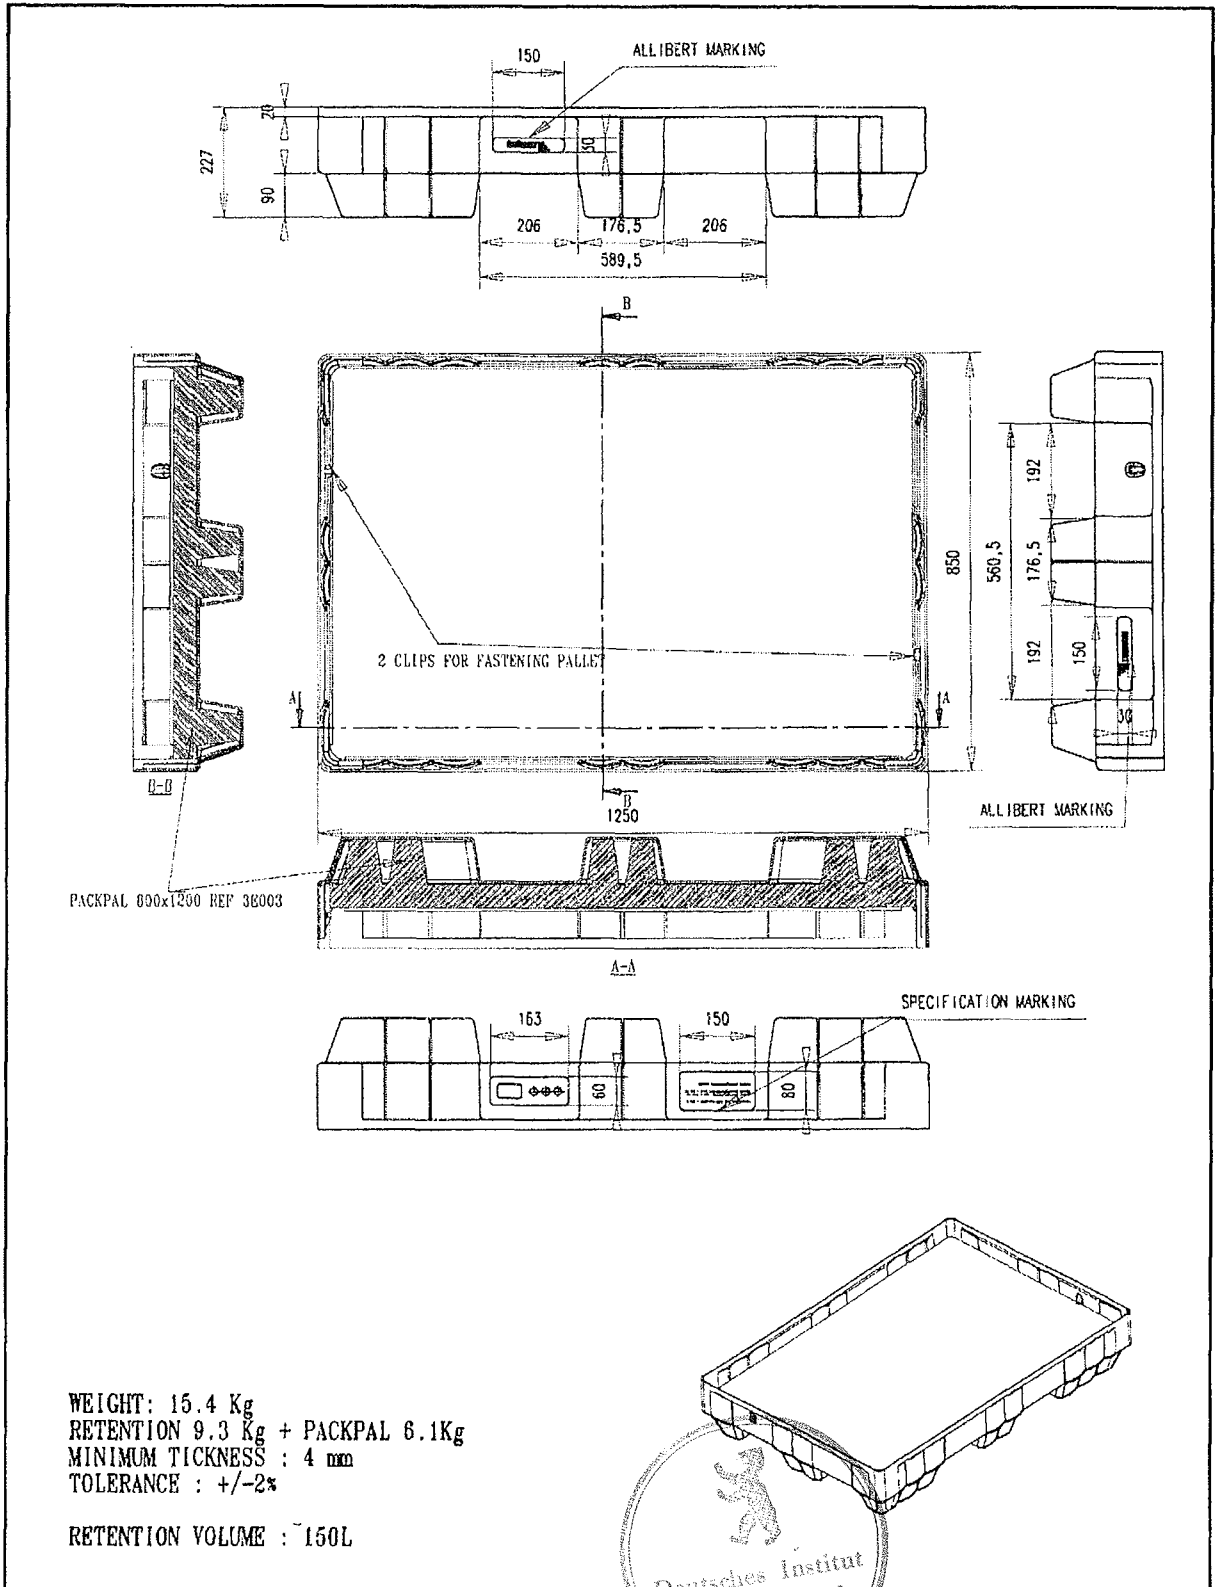 150
ALLIBERT MARKING
20
30
227
90
206
176,5
206
589,5
B
192
850
560,5
176,5
2 CLIPS FOR FASTENING PALLET
192
150
A
A
30
B-B
B
1250
ALLIBERT MARKING
PACKPAL 800x1200 REF 3E003
A-A
SPECIFICATION MARKING
163
150
60
80
WEIGHT: 15.4 Kg
RETENTION 9.3 Kg + PACKPAL 6.1Kg
MINIMUM TICKNESS : 4 mm
TOLERANCE : +/-2%
RETENTION VOLUME : ~150L
Deutsches Institut